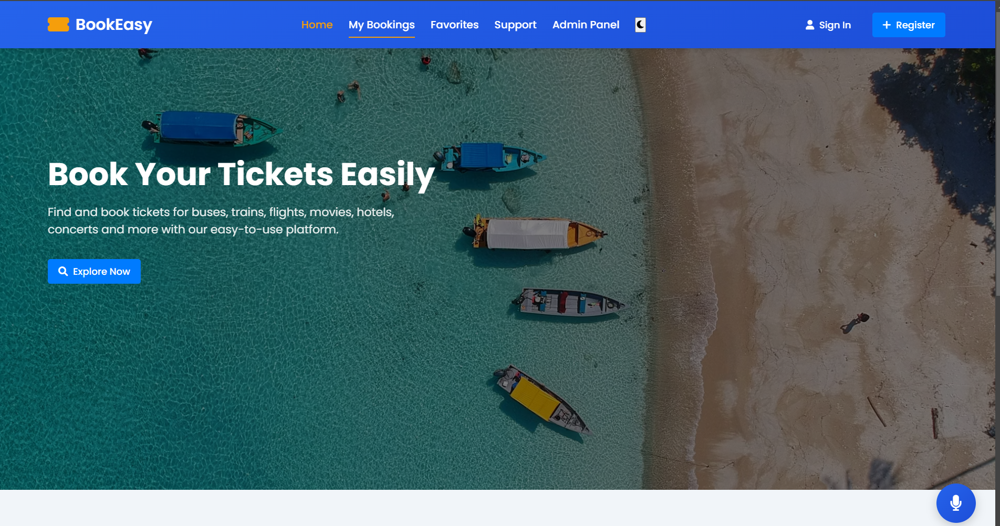 BookEasy
Home
My Bookings
Favorites
Support
Admin Panel
Sign In
Register
Book Your Tickets Easily
Find and book tickets for buses, trains, flights, movies, hotels,
concerts and more with our easy-to-use platform.
Explore Now